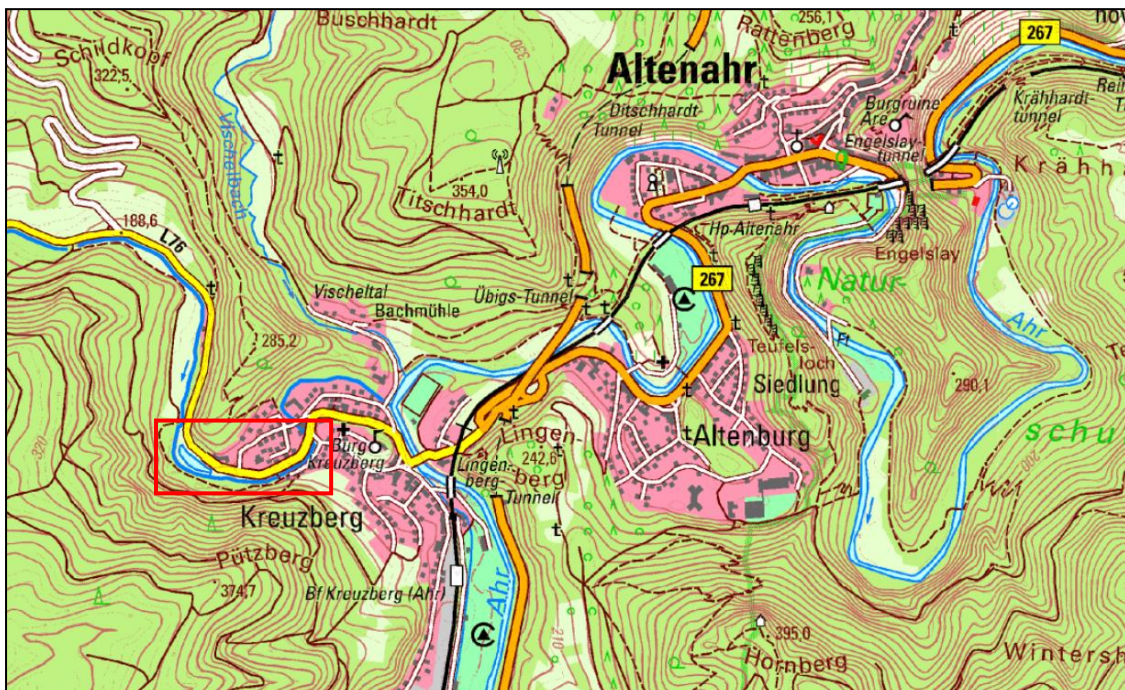 Buschhardt
Schildkopf
322,5
330
Rattenberg
256,1
267
Altenahr
Vischelbach
Ditschhardt-
Tunnel
Burgruine
Are
Engelslay-
tunnel
Krähhardt-
tunnel
354,0
Titschhardt
188,6
L76
Hp-Altenahr
Engelslay
267
Natur-
Vischeltal
Bachmühle
Übigs-Tunnel
285,2
Teufels-
loch
Ft
Ahr
Siedlung
290,1
schu
320
Burg
Kreuzberg
Lingen-
berg
242,6
Lingen-
berg-
Tunnel
Altenburg
200
Kreuzberg
Pützberg
374,7
Bf Kreuzberg (Ahr)
Ahr
210
395,0
Hornberg
Wintersh